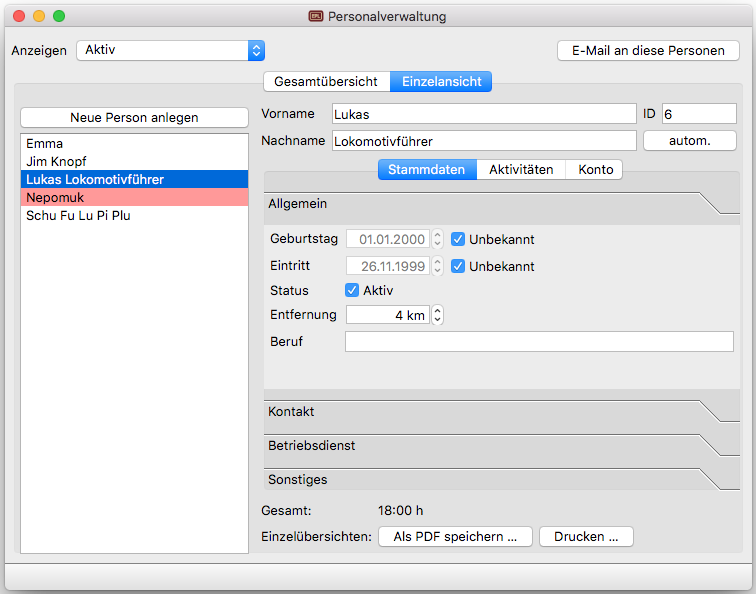 Personalverwaltung
Anzeigen Aktiv E-Mail an diese Personen
Gesamtübersicht Einzelansicht
Neue Person anlegen
Emma
Jim Knopf
Lukas Lokomotivführer
Nepomuk
Schu Fu Lu Pi Plu
Vorname Lukas ID 6
Nachname Lokomotivführer autom.
Stammdaten Aktivitäten Konto
Allgemein
Geburtstag 01.01.2000 Unbekannt
Eintritt 26.11.1999 Unbekannt
Status Aktiv
Entfernung 4 km
Beruf
Kontakt
Betriebsdienst
Sonstiges
Gesamt: 18:00 h
Einzelübersichten: Als PDF speichern ... Drucken ...